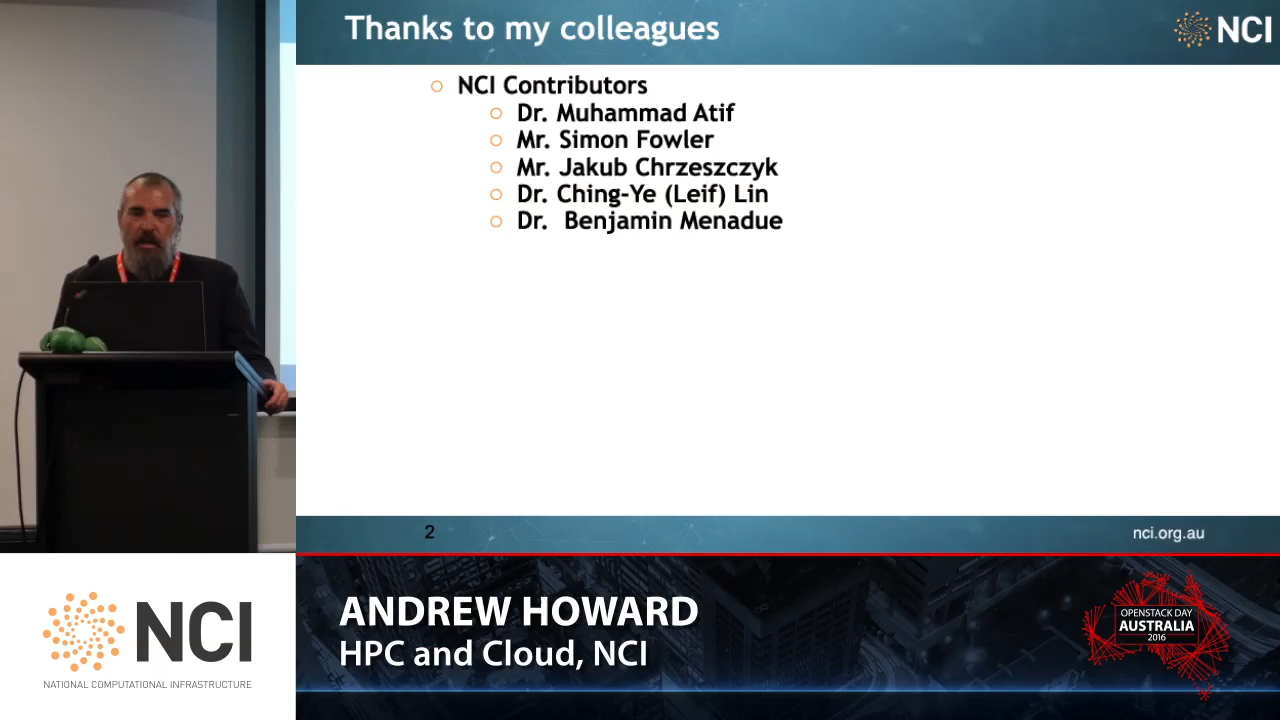 Thanks to my colleagues
NCI
NCI Contributors
Dr. Muhammad Atif
Mr. Simon Fowler
Mr. Jakub Chrzeszczyk
Dr. Ching-Ye (Leif) Lin
Dr. Benjamin Menadue
2
nci.org.au
NCI
NATIONAL COMPUTATIONAL INFRASTRUCTURE
ANDREW HOWARD
HPC and Cloud, NCI
OPENSTACK DAY
AUSTRALIA
2016